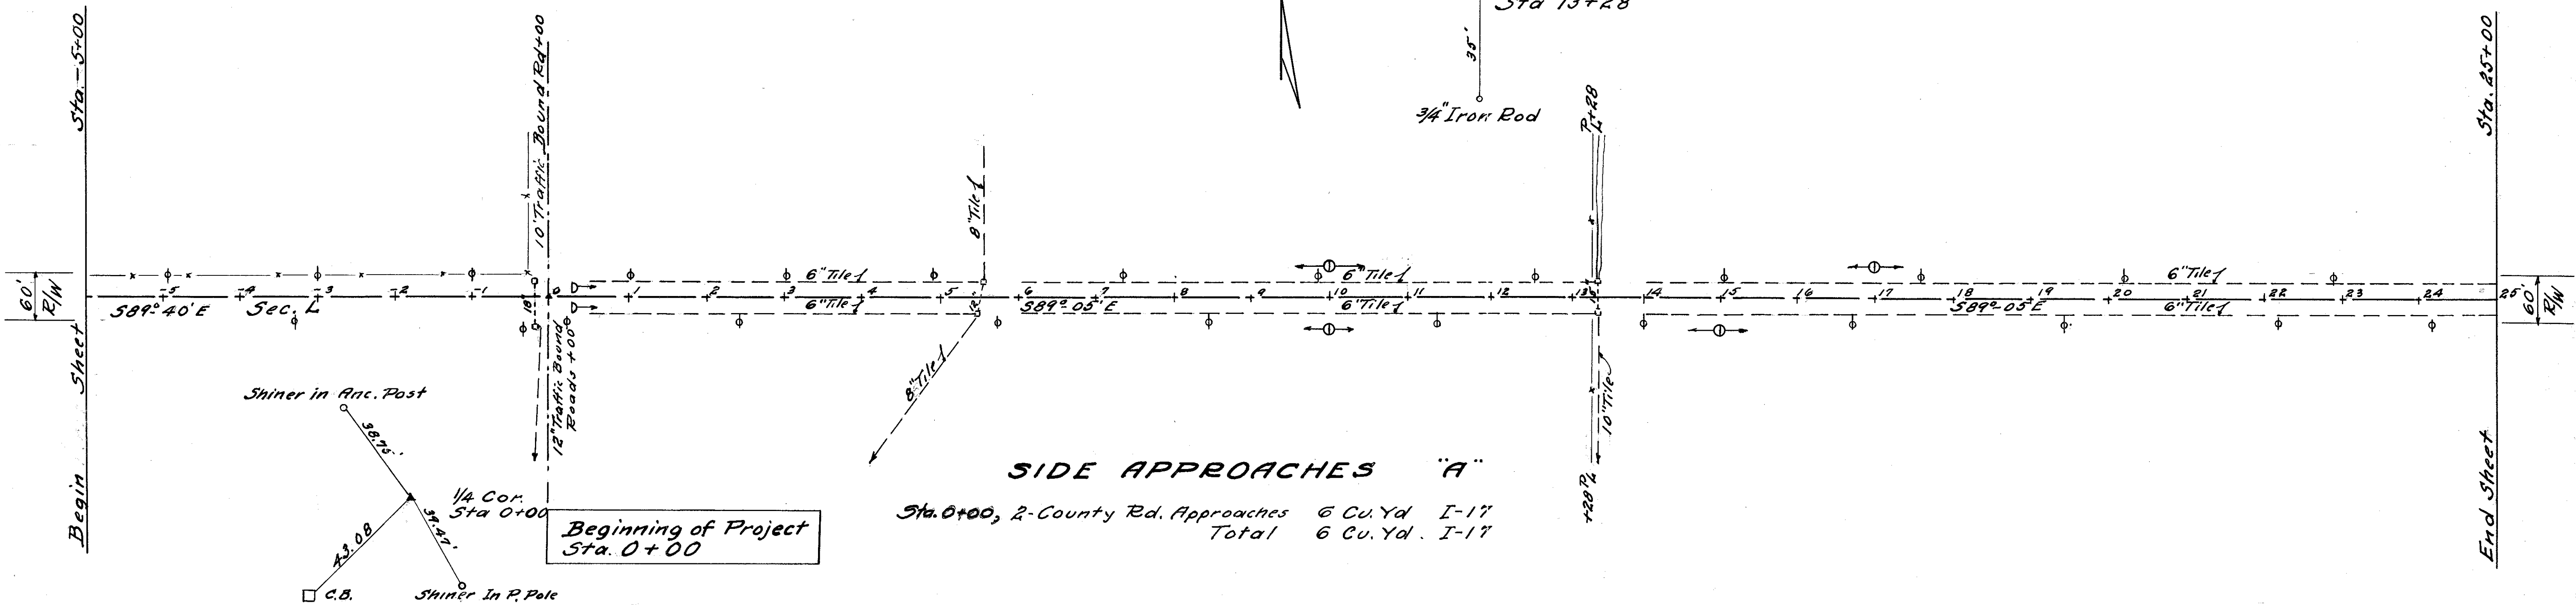 Sta 13+28
35'
3/4" Iron Rod
Sta. -5+00
Begin Sheet
60'
R/W
S89°-40'E
Sec. L
-5 -4 -3 -2 -1 0 1 2 3 4 5 6 7 8 9 10 11 12 13 14 15 16 17 18 19 20 21 22 23 24 25
10' Traffic Bound Rd +00
18"
12" Traffic Bound
Roads +00
6" Tile
6" Tile
8" Tile
12"
8" Tile
S89°-05'E
6" Tile
6" Tile
P L +28
10" Tile
+28 P L
S89°-05'E
6" Tile
6" Tile
Sta. 25+00
End Sheet
60'
R/W
Shiner in Anc. Post
38.75'
1/4 Cor.
Sta 0+00
43.08
39.47'
C.B.
Shiner In P. Pole
Beginning of Project
Sta. 0+00
SIDE APPROACHES "A"
Sta. 0+00, 2-County Rd. Approaches 6 Cu. Yd I-17
Total 6 Cu. Yd. I-17